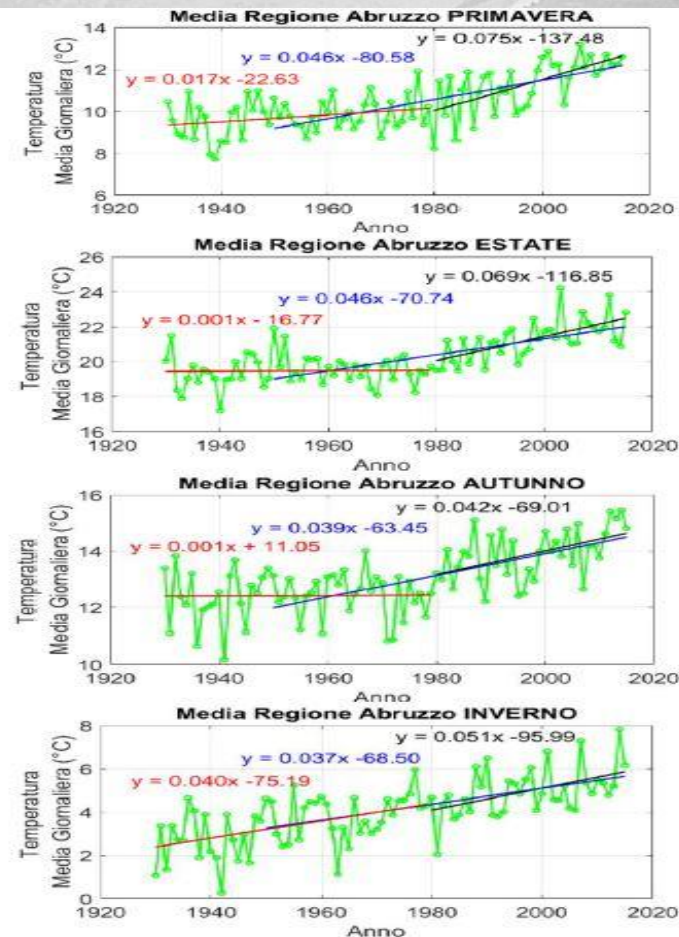 Media Regione Abruzzo PRIMAVERA
y = 0.075x -137.48
y = 0.046x -80.58
y = 0.017x -22.63
Temperatura
Media Giornaliera (°C)
14
12
10
8
6
1920 1940 1960 1980 2000 2020
Anno
Media Regione Abruzzo ESTATE
y = 0.069x -116.85
y = 0.046x -70.74
y = 0.001x - 16.77
Temperatura
Media Giornaliera (°C)
26
24
22
20
18
16
1920 1940 1960 1980 2000 2020
Anno
Media Regione Abruzzo AUTUNNO
y = 0.042x -69.01
y = 0.039x -63.45
y = 0.001x + 11.05
Temperatura
Media Giornaliera (°C)
16
14
12
10
1920 1940 1960 1980 2000 2020
Anno
Media Regione Abruzzo INVERNO
y = 0.051x -95.99
y = 0.037x -68.50
y = 0.040x -75.19
Temperatura
Media Giornaliera (°C)
8
6
4
2
0
1920 1940 1960 1980 2000 2020
Anno